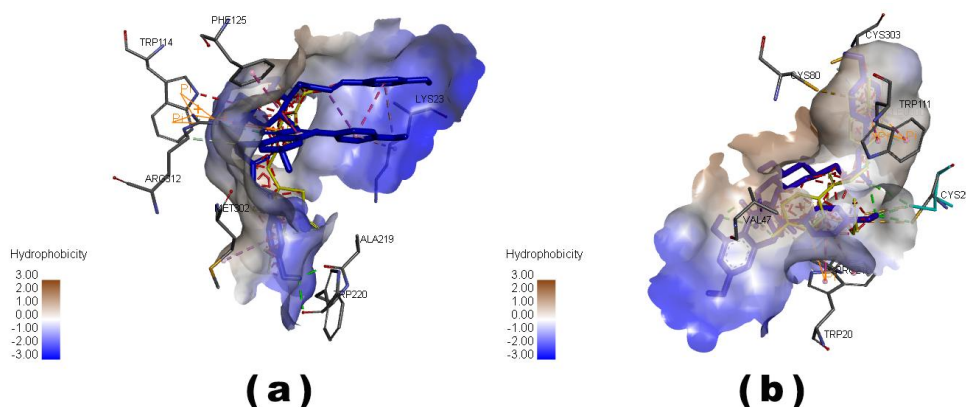 PHE125
TRP114
LYS23
ARG312
MET302
ALA219
TRP220
Hydrophobicity
3.00
2.00
1.00
0.00
-1.00
-2.00
-3.00
(a)
CYS303
CYS80
TRP111
VAL47
TRP20
Hydrophobicity
3.00
2.00
1.00
0.00
-1.00
-2.00
-3.00
(b)